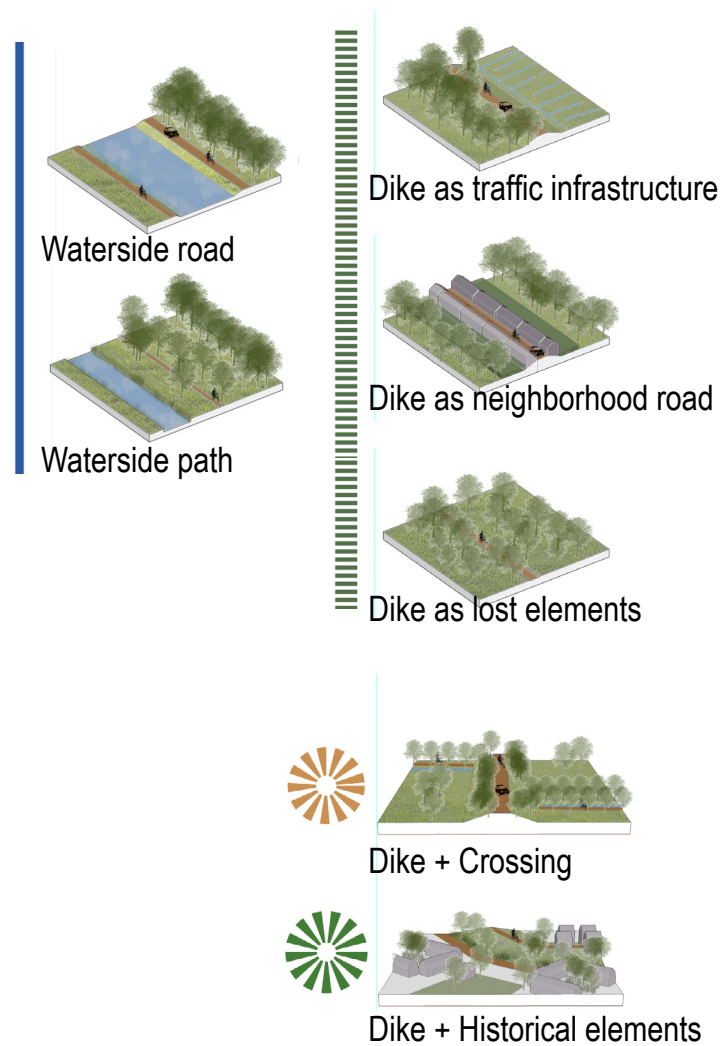 Waterside road
Waterside path
Dike as traffic infrastructure
Dike as neighborhood road
Dike as lost elements
Dike + Crossing
Dike + Historical elements